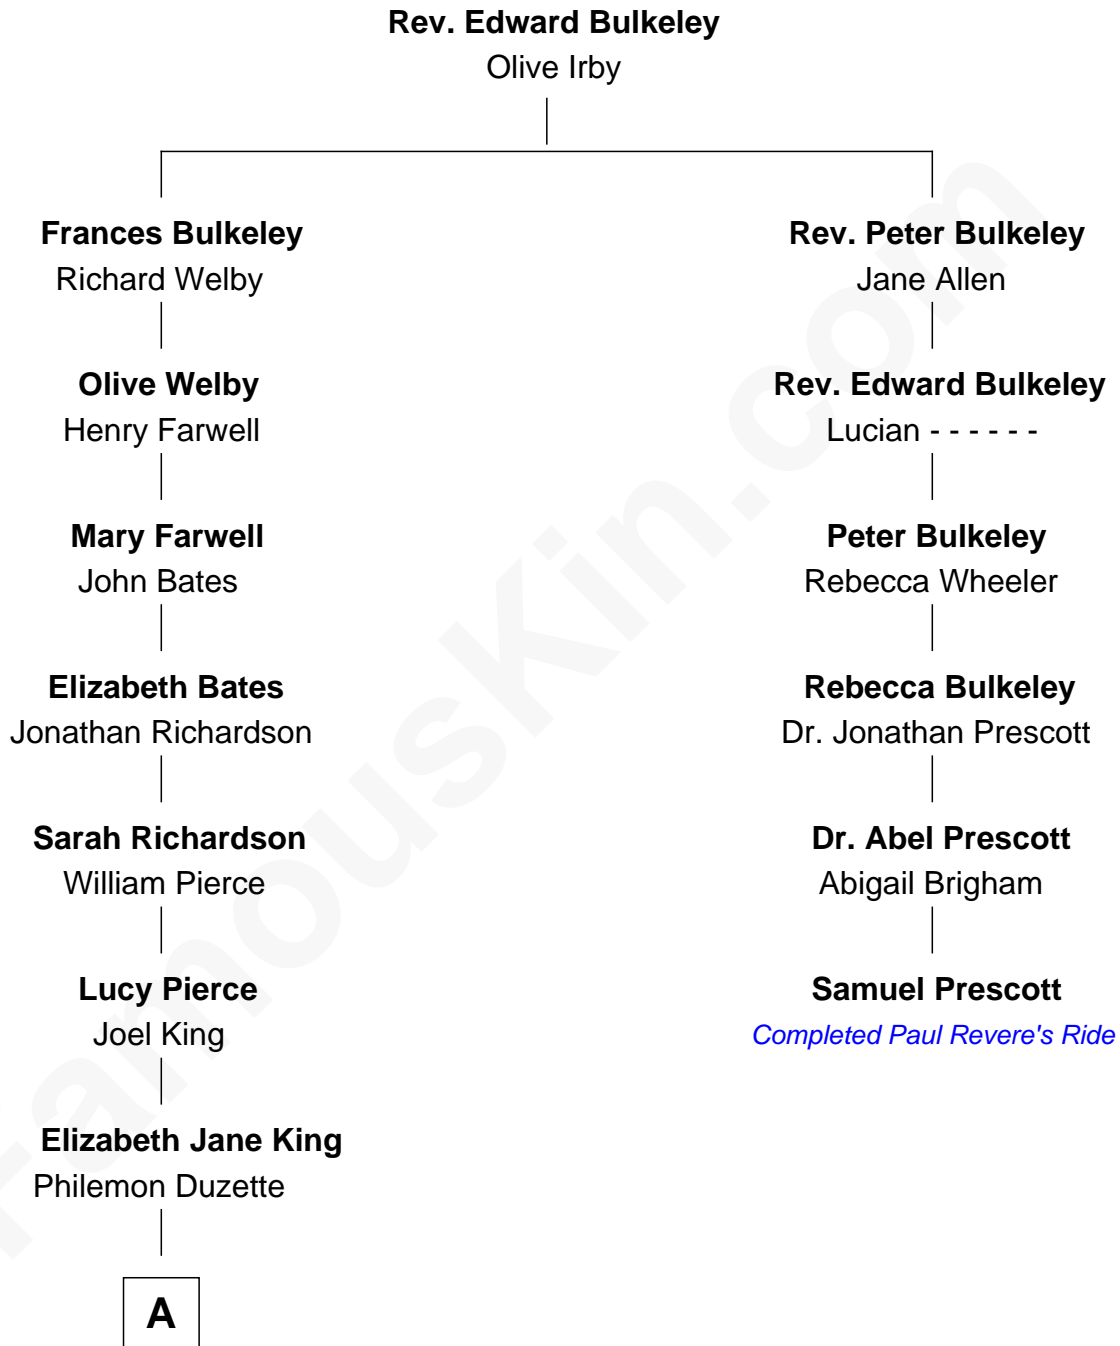 Rev. Edward Bulkeley
Olive Irby
Frances Bulkeley
Richard Welby
Olive Welby
Henry Farwell
Mary Farwell
John Bates
Elizabeth Bates
Jonathan Richardson
Sarah Richardson
William Pierce
Lucy Pierce
Joel King
Elizabeth Jane King
Philemon Duzette
A
Rev. Peter Bulkeley
Jane Allen
Rev. Edward Bulkeley
Lucian - - - - - -
Peter Bulkeley
Rebecca Wheeler
Rebecca Bulkeley
Dr. Jonathan Prescott
Dr. Abel Prescott
Abigail Brigham
Samuel Prescott
Completed Paul Revere's Ride
FamousKin.com